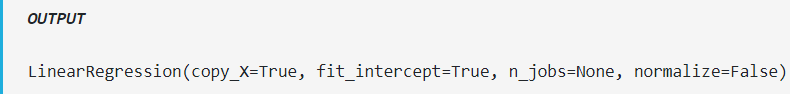 OUTPUT
LinearRegression(copy_X=True, fit_intercept=True, n_jobs=None, normalize=False)